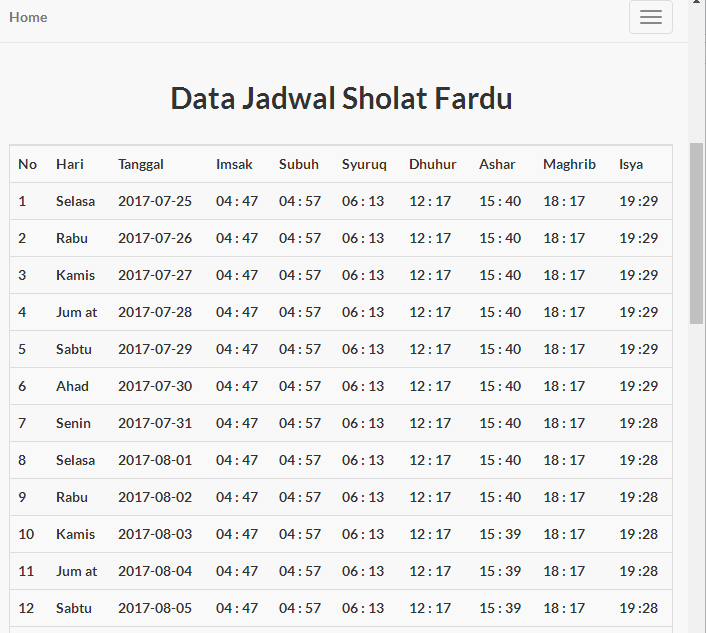 Home
Data Jadwal Sholat Fardu
No Hari Tanggal Imsak Subuh Syuruq Dhuhur Ashar Maghrib Isya
1 Selasa 2017-07-25 04 : 47 04 : 57 06 : 13 12 : 17 15 : 40 18 : 17 19 :29
2 Rabu 2017-07-26 04 : 47 04 : 57 06 : 13 12 : 17 15 : 40 18 : 17 19 :29
3 Kamis 2017-07-27 04 : 47 04 : 57 06 : 13 12 : 17 15 : 40 18 : 17 19 :29
4 Jum at 2017-07-28 04 : 47 04 : 57 06 : 13 12 : 17 15 : 40 18 : 17 19 :29
5 Sabtu 2017-07-29 04 : 47 04 : 57 06 : 13 12 : 17 15 : 40 18 : 17 19 :29
6 Ahad 2017-07-30 04 : 47 04 : 57 06 : 13 12 : 17 15 : 40 18 : 17 19 :29
7 Senin 2017-07-31 04 : 47 04 : 57 06 : 13 12 : 17 15 : 40 18 : 17 19 :28
8 Selasa 2017-08-01 04 : 47 04 : 57 06 : 13 12 : 17 15 : 40 18 : 17 19 :28
9 Rabu 2017-08-02 04 : 47 04 : 57 06 : 13 12 : 17 15 : 40 18 : 17 19 :28
10 Kamis 2017-08-03 04 : 47 04 : 57 06 : 13 12 : 17 15 : 39 18 : 17 19 :28
11 Jum at 2017-08-04 04 : 47 04 : 57 06 : 13 12 : 17 15 : 39 18 : 17 19 :28
12 Sabtu 2017-08-05 04 : 47 04 : 57 06 : 13 12 : 17 15 : 39 18 : 17 19 :28